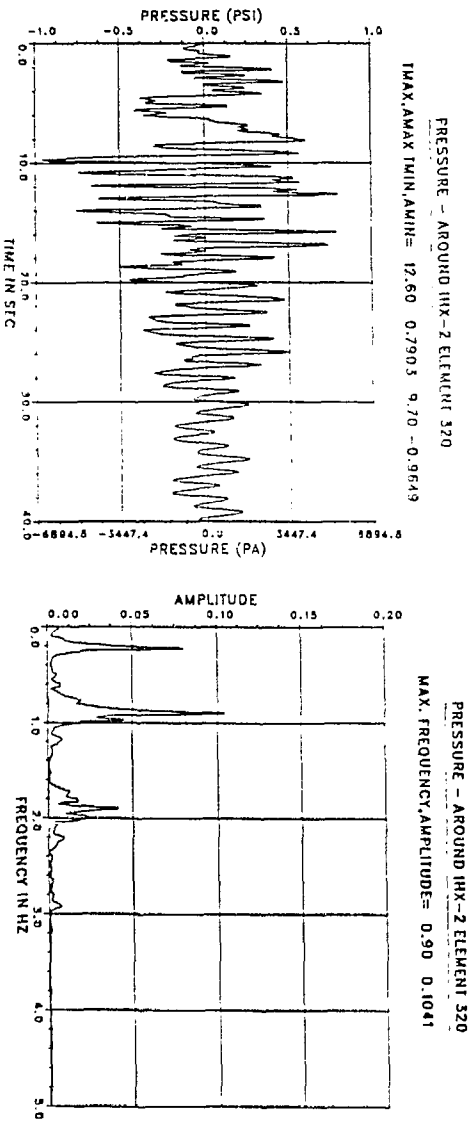 PRESSURE - AROUND IHX-2 ELEMENT 320
TMAX,AMAX TMIN,AMIN= 12.60 0.7903 9.70 -0.9649
PRESSURE (PSI)
-1.0 -0.5 0.0 0.5 1.0
0.0 10.0 20.0 30.0 40.0
TIME IN SEC
-6894.8 -3447.4 0.0 3447.4 6894.8
PRESSURE (PA)
PRESSURE - AROUND IHX-2 ELEMENT 320
MAX. FREQUENCY,AMPLITUDE= 0.90 0.1041
AMPLITUDE
0.00 0.05 0.10 0.15 0.20
0.0 1.0 2.0 3.0 4.0 5.0
FREQUENCY IN HZ